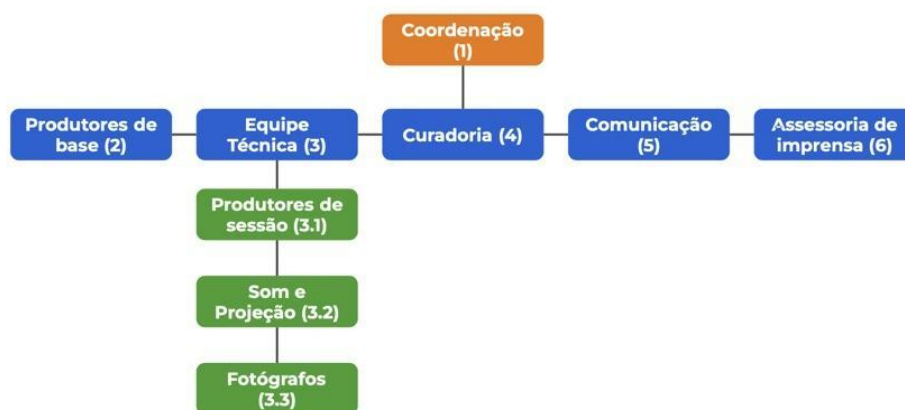 Coordenação
(1)
Produtores de
base (2)
Equipe
Técnica (3)
Curadoria (4)
Comunicação
(5)
Assessoria de
imprensa (6)
Produtores de
sessão (3.1)
Som e
Projeção (3.2)
Fotógrafos
(3.3)